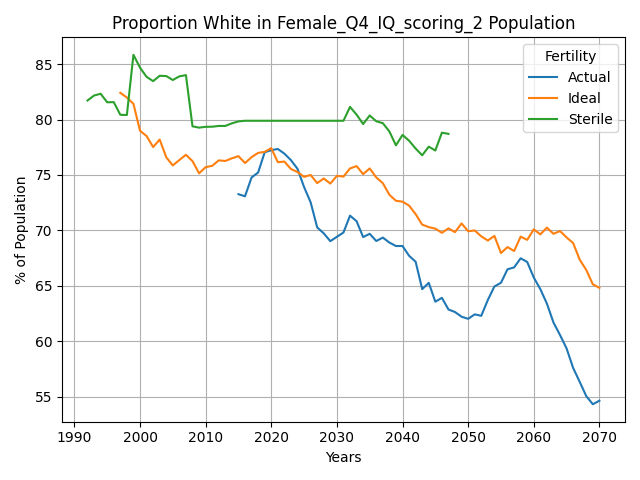 Proportion White in Female_Q4_IQ_scoring_2 Population
Fertility
Actual
Ideal
Sterile
% of Population
85
80
75
70
65
60
55
1990 2000 2010 2020 2030 2040 2050 2060 2070
Years